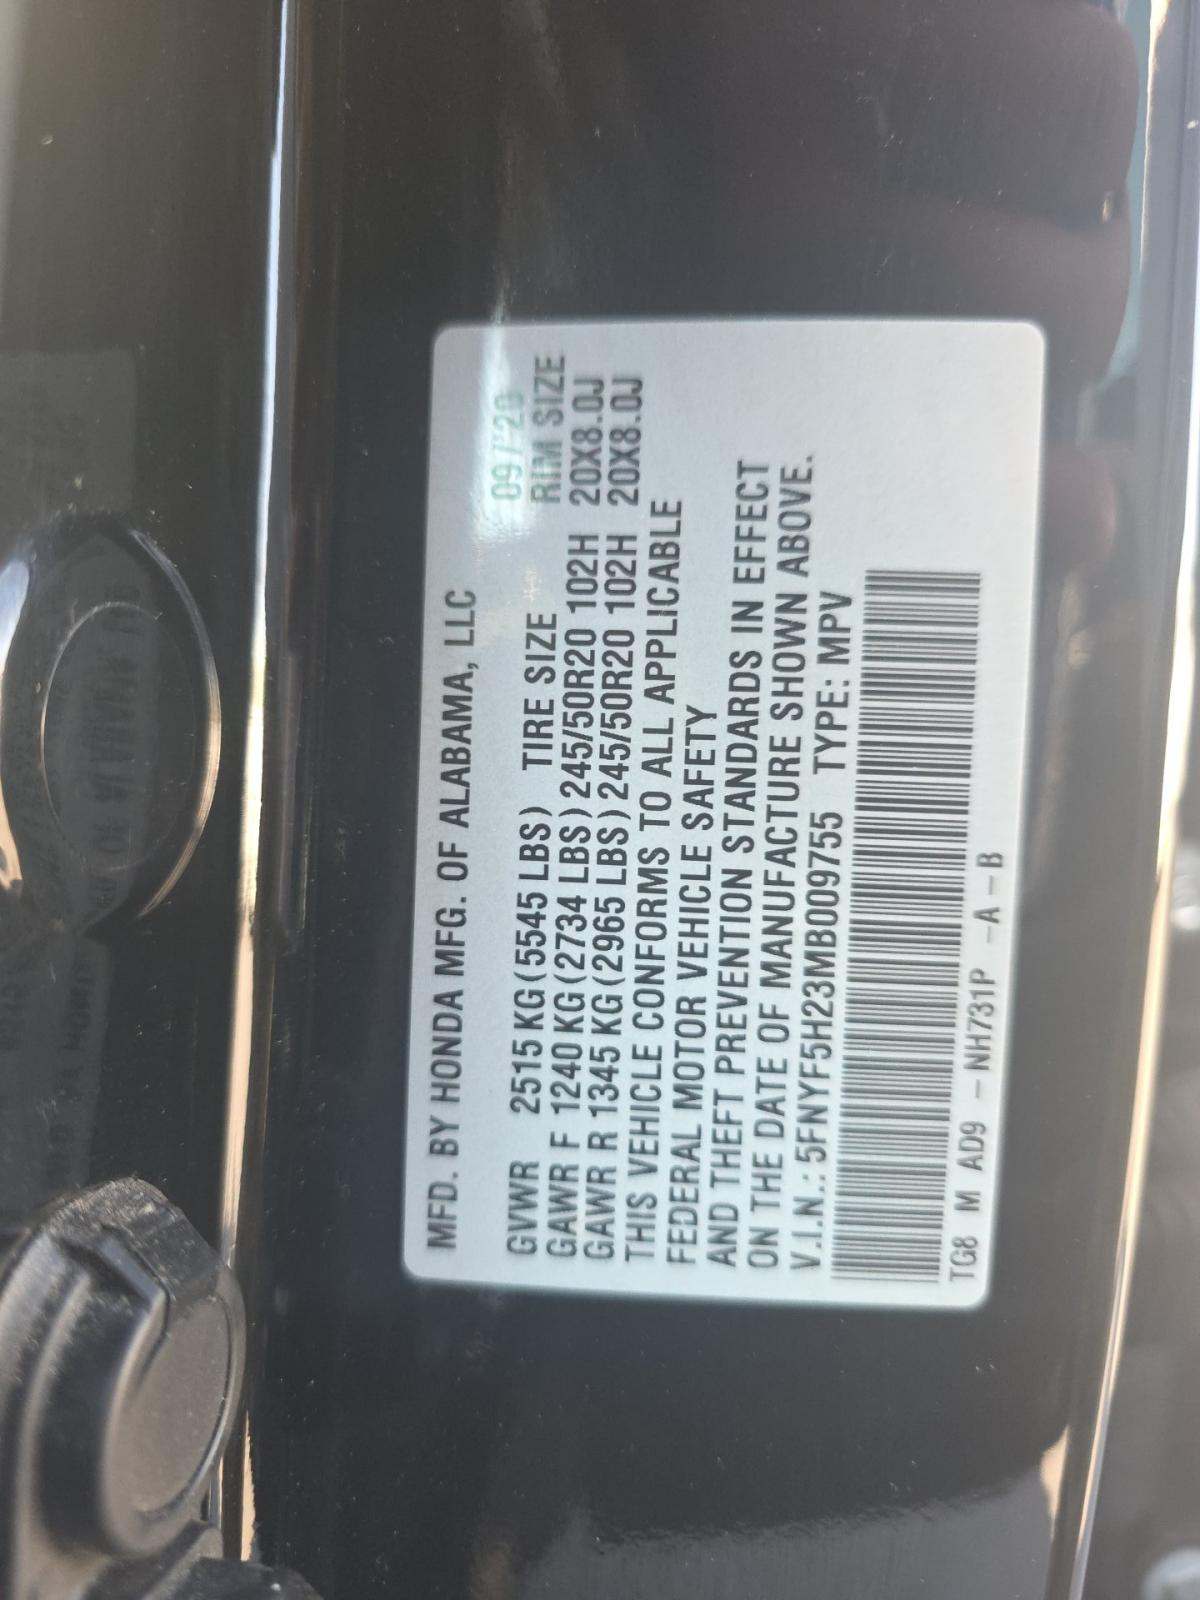 MFD. BY HONDA MFG. OF ALABAMA, LLC
09/20
GVWR 2515 KG (5545 LBS) TIRE SIZE RIM SIZE
GAWR F 1240 KG (2734 LBS) 245/50R20 102H 20X8.0J
GAWR R 1345 KG (2965 LBS) 245/50R20 102H 20X8.0J
THIS VEHICLE CONFORMS TO ALL APPLICABLE
FEDERAL MOTOR VEHICLE SAFETY
AND THEFT PREVENTION STANDARDS IN EFFECT
ON THE DATE OF MANUFACTURE SHOWN ABOVE.
V.I.N.: 5FNYF5H23MB009755 TYPE: MPV
TG8 M AD9 -NH731P -A-B